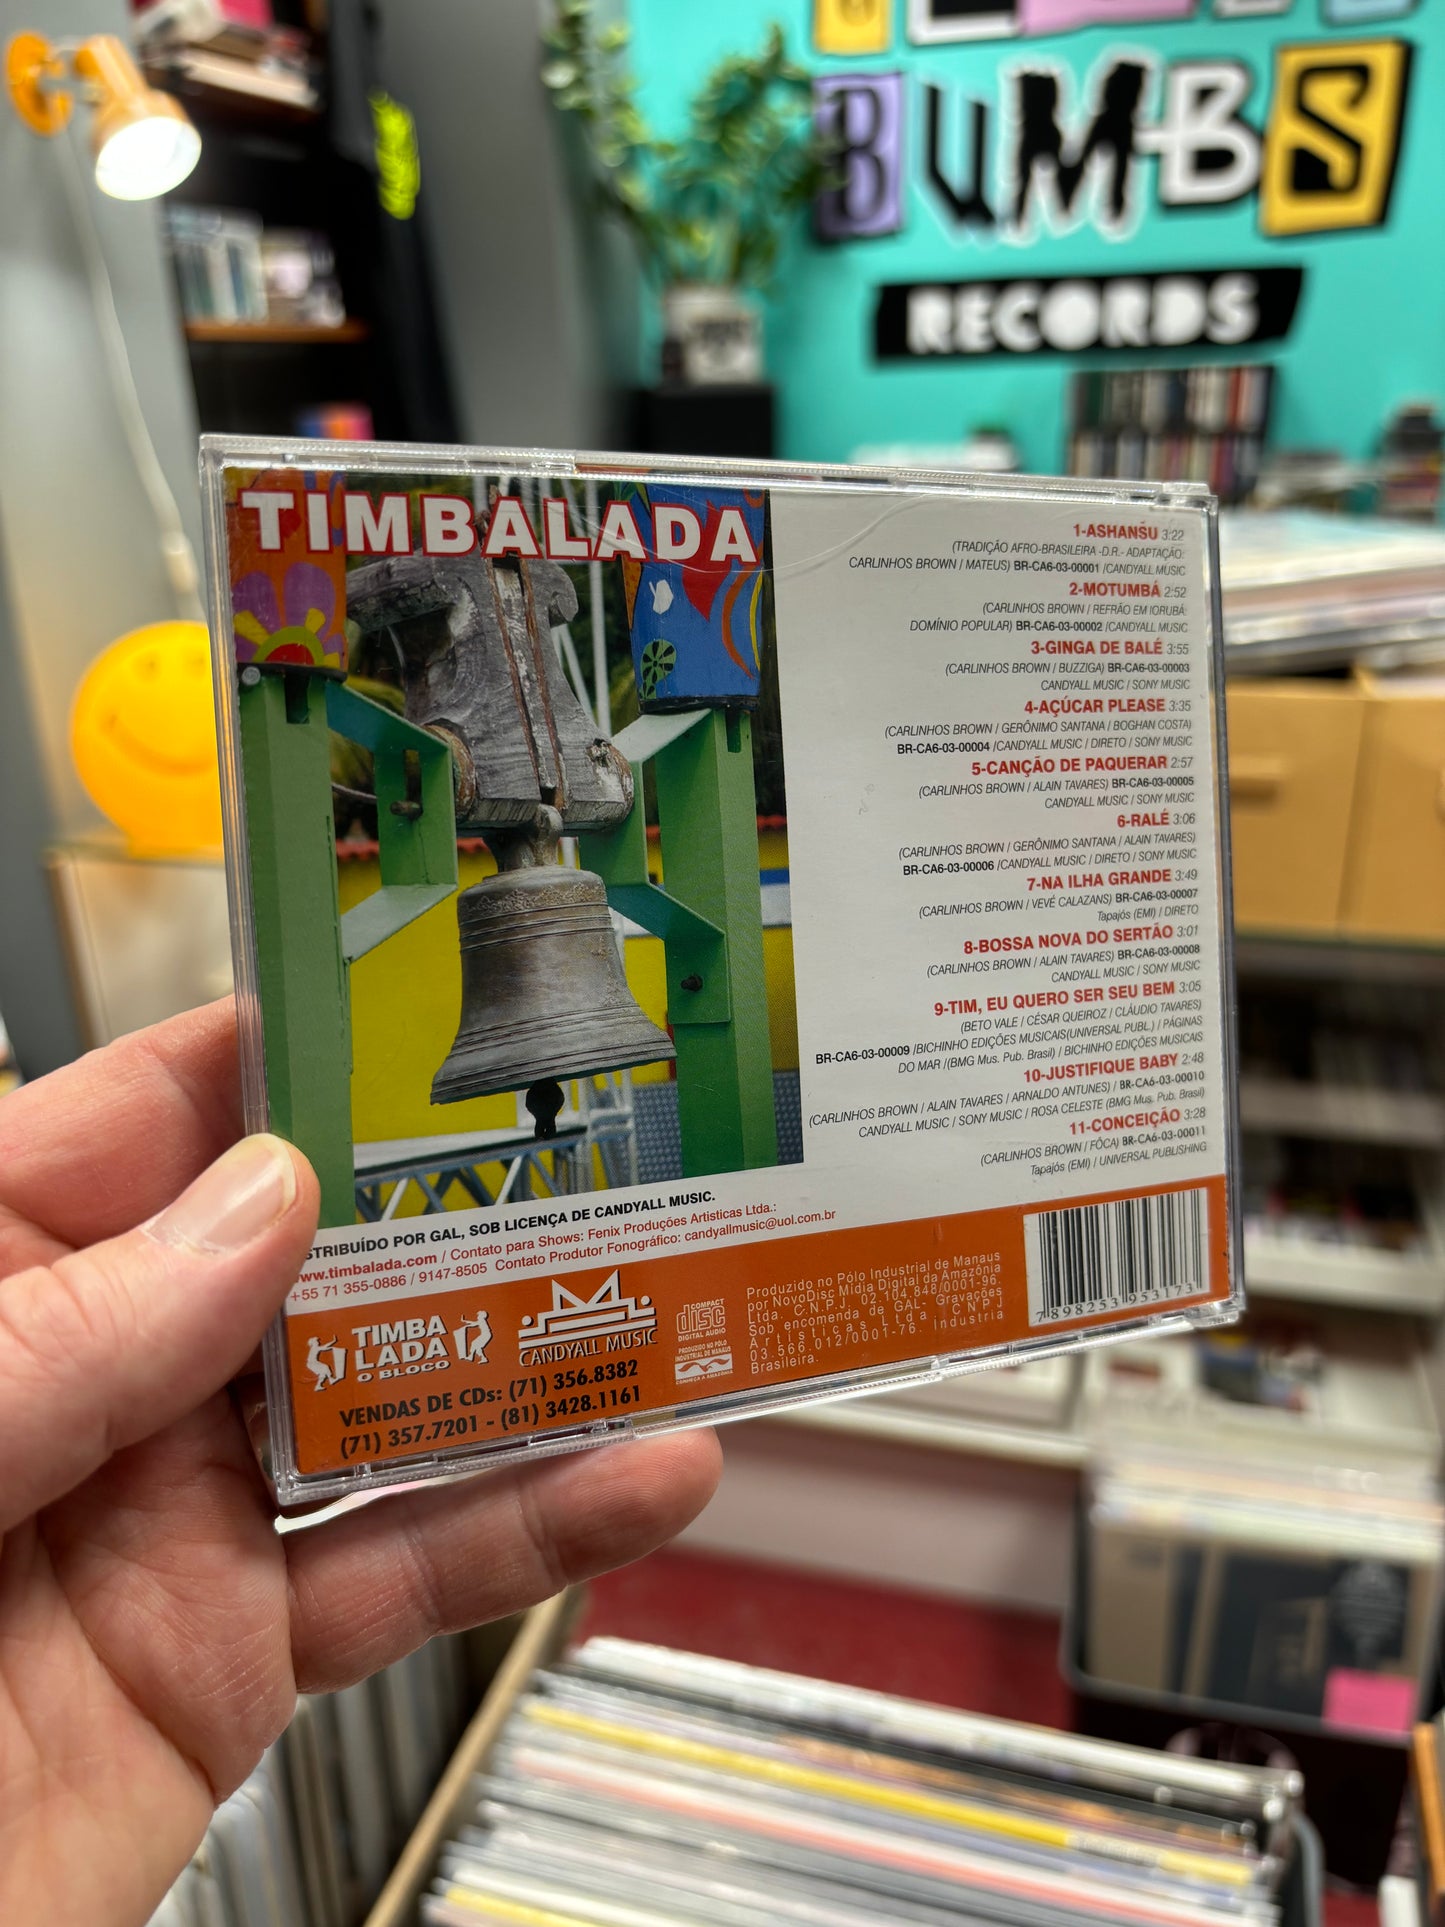 BUMBS
RECORDS
TIMBALADA
1-ASHANSU 3:22
(TRADIÇÃO AFRO-BRASILEIRA -D.R.- ADAPTAÇÃO:
CARLINHOS BROWN / MATEUS) BR-CA6-03-00001 /CANDYALL MUSIC
2-MOTUMBÁ 2:52
(CARLINHOS BROWN / REFRÃO EM IORUBÁ:
DOMÍNIO POPULAR) BR-CA6-03-00002 /CANDYALL MUSIC
3-GINGA DE BALÉ 3:55
(CARLINHOS BROWN / BUZZIGA) BR-CA6-03-00003
CANDYALL MUSIC / SONY MUSIC
4-AÇÚCAR PLEASE 3:35
(CARLINHOS BROWN / GERÔNIMO SANTANA / BOGHAN COSTA)
BR-CA6-03-00004 /CANDYALL MUSIC / DIRETO / SONY MUSIC
5-CANÇÃO DE PAQUERAR 2:57
(CARLINHOS BROWN / ALAIN TAVARES) BR-CA6-03-00005
CANDYALL MUSIC / SONY MUSIC
6-RALÉ 3:06
(CARLINHOS BROWN / GERÔNIMO SANTANA / ALAIN TAVARES)
BR-CA6-03-00006 /CANDYALL MUSIC / DIRETO / SONY MUSIC
7-NA ILHA GRANDE 3:49
(CARLINHOS BROWN / VEVÉ CALAZANS) BR-CA6-03-00007
Tapajós (EMI) / DIRETO
8-BOSSA NOVA DO SERTÃO 3:01
(CARLINHOS BROWN / ALAIN TAVARES) BR-CA6-03-00008
CANDYALL MUSIC / SONY MUSIC
9-TIM, EU QUERO SER SEU BEM 3:05
(BETO VALE / CÉSAR QUEIROZ / CLÁUDIO TAVARES)
BR-CA6-03-00009 /BICHINHO EDIÇÕES MUSICAIS(UNIVERSAL PUBL.) / PÁGINAS
DO MAR /(BMG Mus. Pub. Brasil) / BICHINHO EDIÇÕES MUSICAIS
10-JUSTIFIQUE BABY 2:48
(CARLINHOS BROWN / ALAIN TAVARES / ARNALDO ANTUNES) / BR-CA6-03-00010
CANDYALL MUSIC / SONY MUSIC / ROSA CELESTE (BMG Mus. Pub. Brasil)
11-CONCEIÇÃO 3:28
(CARLINHOS BROWN / FÔCA) BR-CA6-03-00011
Tapajós (EMI) / UNIVERSAL PUBLISHING
STRIBUÍDO POR GAL, SOB LICENÇA DE CANDYALL MUSIC.
www.timbalada.com / Contato para Shows: Fenix Produções Artisticas Ltda.:
+55 71 355-0886 / 9147-8505 Contato Produtor Fonográfico: candyallmusic@uol.com.br
TIMBA
LADA
O BLOCO
CANDYALL MUSIC
VENDAS DE CDs: (71) 356.8382
(71) 357.7201 - (81) 3428.1161
COMPACT
disc
DIGITAL AUDIO
PRODUZIDO NO PÓLO
INDUSTRIAL DE MANAUS
CONHEÇA A AMAZÔNIA
Produzido no Pólo Industrial de Manaus
por NovoDisc Mídia Digital da Amazônia
Ltda. C.N.P.J. 02.104.848/0001-96.
Sob encomenda de GAL- Gravações
Artísticas Ltda. CNPJ
03.566.012/0001-76. Indústria
Brasileira.
7 898253 953173